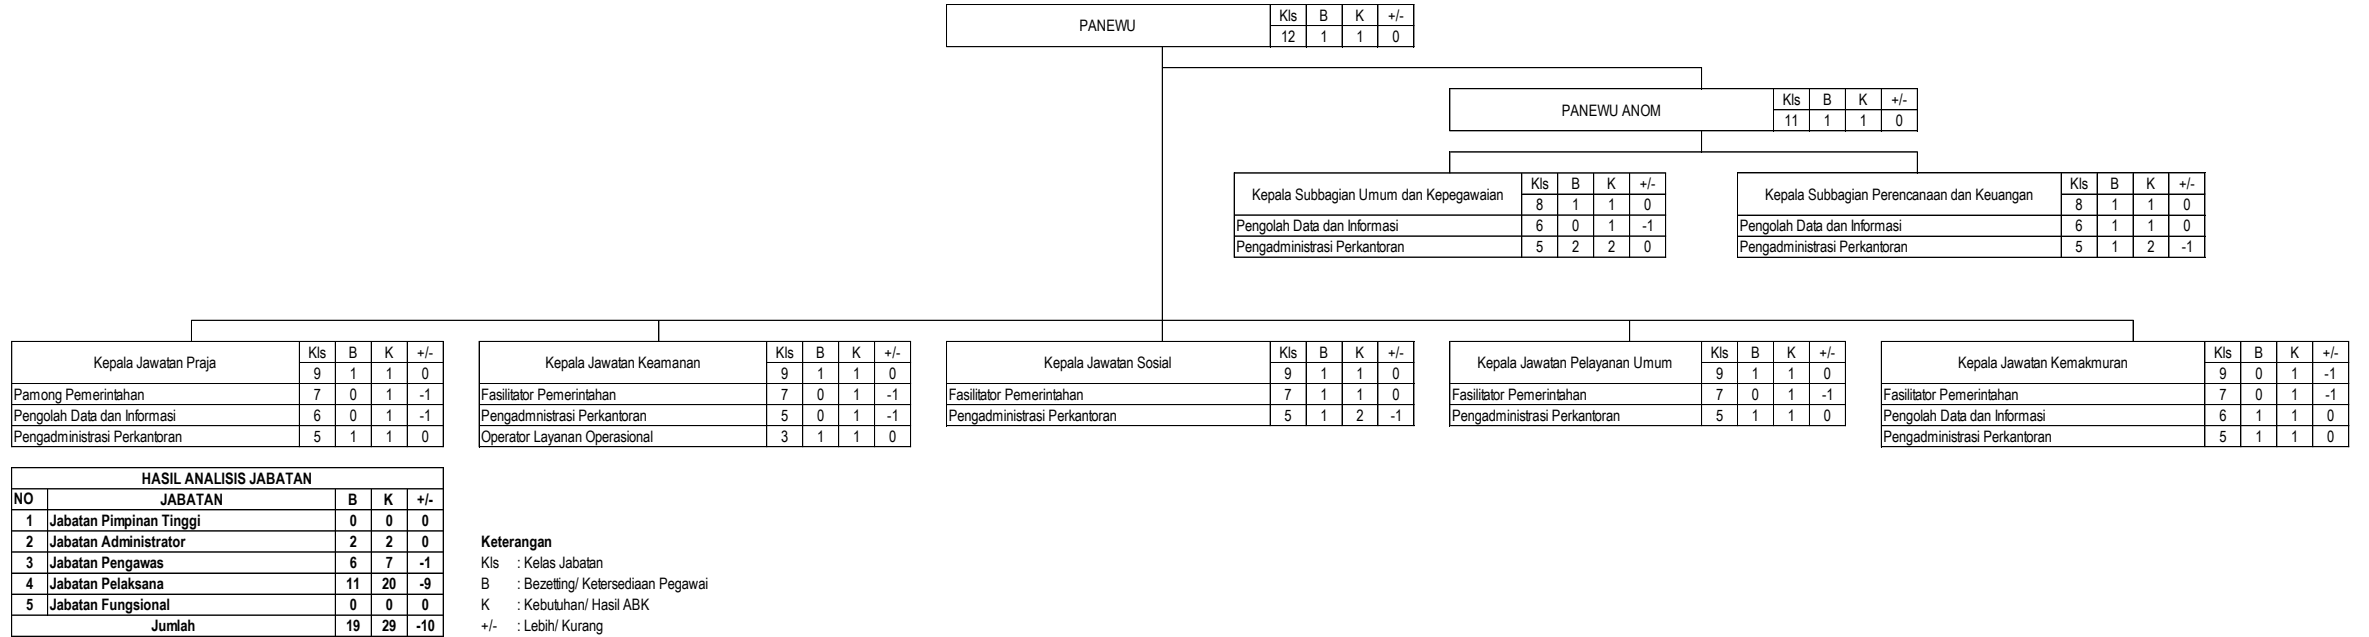 PANEWU Kls B K +/-
12 1 1 0
PANEWU ANOM Kls B K +/-
11 1 1 0
Kepala Subbagian Umum dan Kepegawaian Kls B K +/-
8 1 1 0
Pengolah Data dan Informasi 6 0 1 -1
Pengadministrasi Perkantoran 5 2 2 0
Kepala Subbagian Perencanaan dan Keuangan Kls B K +/-
8 1 1 0
Pengolah Data dan Informasi 6 1 1 0
Pengadministrasi Perkantoran 5 1 2 -1
Kepala Jawatan Praja Kls B K +/-
9 1 1 0
Pamong Pemerintahan 7 0 1 -1
Pengolah Data dan Informasi 6 0 1 -1
Pengadministrasi Perkantoran 5 1 1 0
Kepala Jawatan Keamanan Kls B K +/-
9 1 1 0
Fasilitator Pemerintahan 7 0 1 -1
Pengadmnistrasi Perkantoran 5 0 1 -1
Operator Layanan Operasional 3 1 1 0
Kepala Jawatan Sosial Kls B K +/-
9 1 1 0
Fasilitator Pemerintahan 7 1 1 0
Pengadministrasi Perkantoran 5 1 2 -1
Kepala Jawatan Pelayanan Umum Kls B K +/-
9 1 1 0
Fasilitator Pemerintahan 7 0 1 -1
Pengadministrasi Perkantoran 5 1 1 0
Kepala Jawatan Kemakmuran Kls B K +/-
9 0 1 -1
Fasilitator Pemerintahan 7 0 1 -1
Pengolah Data dan Informasi 6 1 1 0
Pengadministrasi Perkantoran 5 1 1 0
HASIL ANALISIS JABATAN
NO JABATAN B K +/-
1 Jabatan Pimpinan Tinggi 0 0 0
2 Jabatan Administrator 2 2 0
3 Jabatan Pengawas 6 7 -1
4 Jabatan Pelaksana 11 20 -9
5 Jabatan Fungsional 0 0 0
Jumlah 19 29 -10
Keterangan
Kls : Kelas Jabatan
B : Bezetting/ Ketersediaan Pegawai
K : Kebutuhan/ Hasil ABK
+/- : Lebih/ Kurang